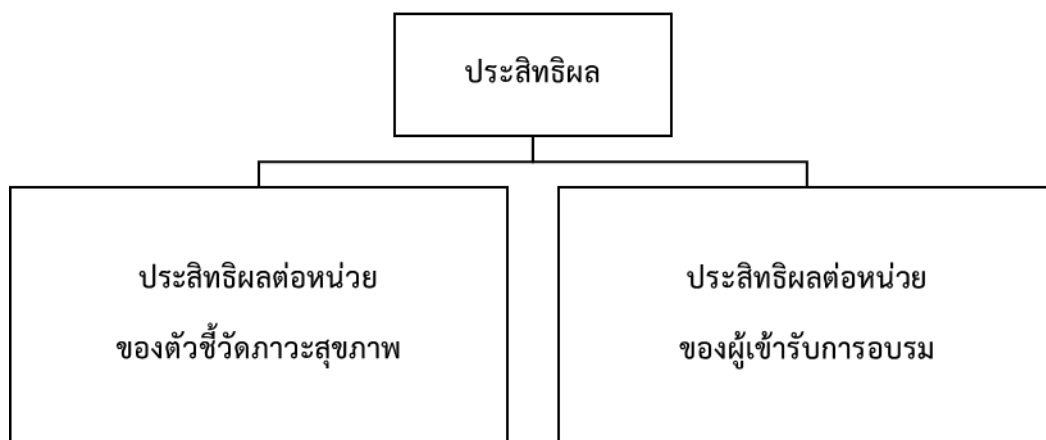 ประสิทธิผล
ประสิทธิผลต่อหน่วย
ของตัวชี้วัดภาวะสุขภาพ
ประสิทธิผลต่อหน่วย
ของผู้เข้ารับการอบรม